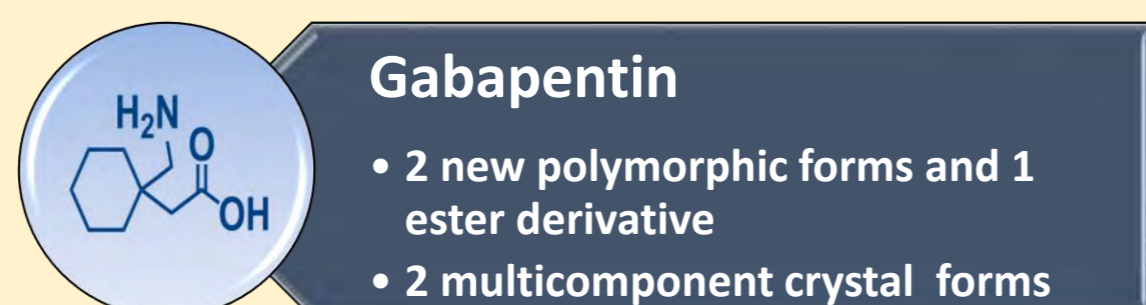 Gabapentin
H₂N
O
OH
• 2 new polymorphic forms and 1
ester derivative
• 2 multicomponent crystal forms